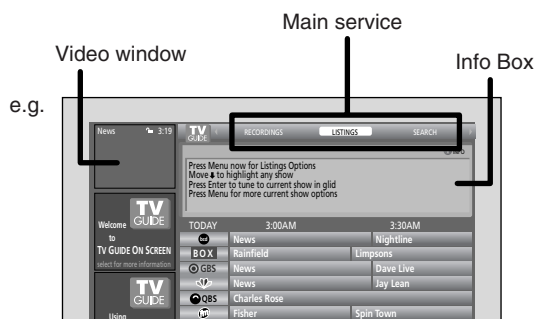 Main service
Video window
Info Box
e.g.
News 3:19
TV GUIDE
RECORDINGS LISTINGS SEARCH
Press Menu now for Listings Options
Move to highlight any show
Press Enter to tune to current show in glid
Press Menu for more current show options
TV GUIDE
Welcome
to
TV GUIDE ON SCREEN
select for more information
TV GUIDE
Using
TODAY 3:00AM 3:30AM
News Nightline
BOX Rainfield Limpsons
GBS News Dave Live
News Jay Lean
QBS Charles Rose
Fisher Spin Town